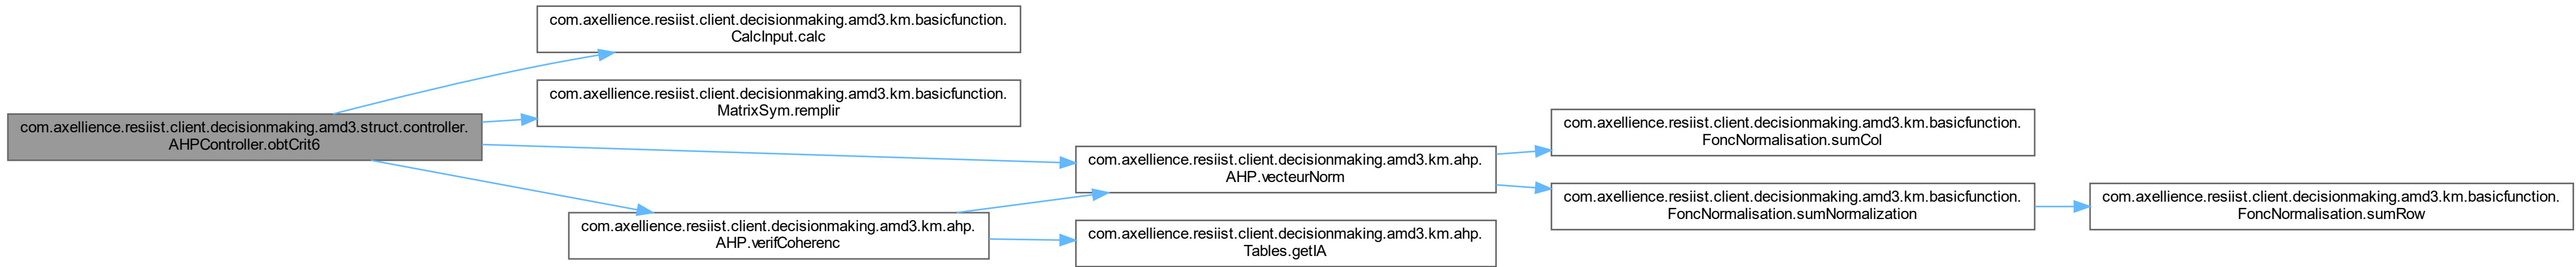 com.axellience.resiist.client.decisionmaking.amd3.struct.controller.
AHPController.obtCrit6
com.axellience.resiist.client.decisionmaking.amd3.km.basicfunction.
CalcInput.calc
com.axellience.resiist.client.decisionmaking.amd3.km.basicfunction.
MatrixSym.remplir
com.axellience.resiist.client.decisionmaking.amd3.km.ahp.
AHP.verifCoherenc
com.axellience.resiist.client.decisionmaking.amd3.km.ahp.
AHP.vecteurNorm
com.axellience.resiist.client.decisionmaking.amd3.km.ahp.
Tables.getIA
com.axellience.resiist.client.decisionmaking.amd3.km.basicfunction.
FoncNormalisation.sumCol
com.axellience.resiist.client.decisionmaking.amd3.km.basicfunction.
FoncNormalisation.sumNormalization
com.axellience.resiist.client.decisionmaking.amd3.km.basicfunction.
FoncNormalisation.sumRow